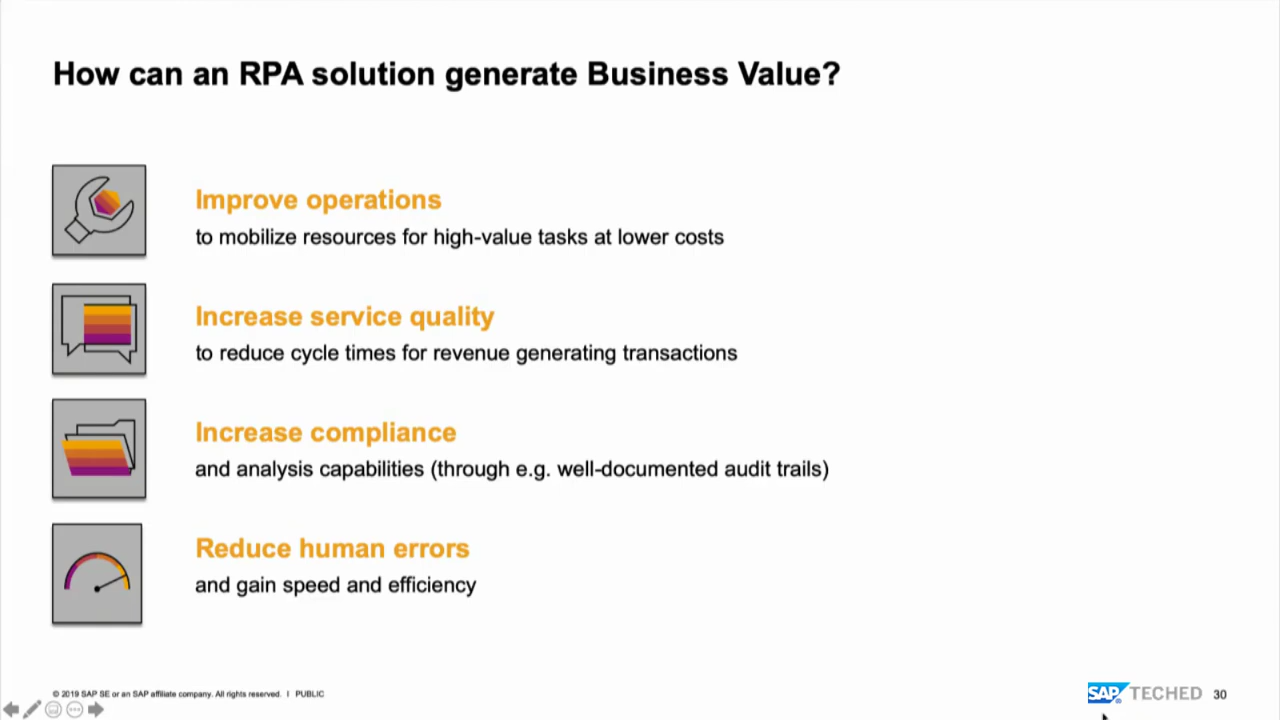 How can an RPA solution generate Business Value?
Improve operations
to mobilize resources for high-value tasks at lower costs
Increase service quality
to reduce cycle times for revenue generating transactions
Increase compliance
and analysis capabilities (through e.g. well-documented audit trails)
Reduce human errors
and gain speed and efficiency
© 2019 SAP SE or an SAP affiliate company. All rights reserved. I PUBLIC
SAP TECHED 30